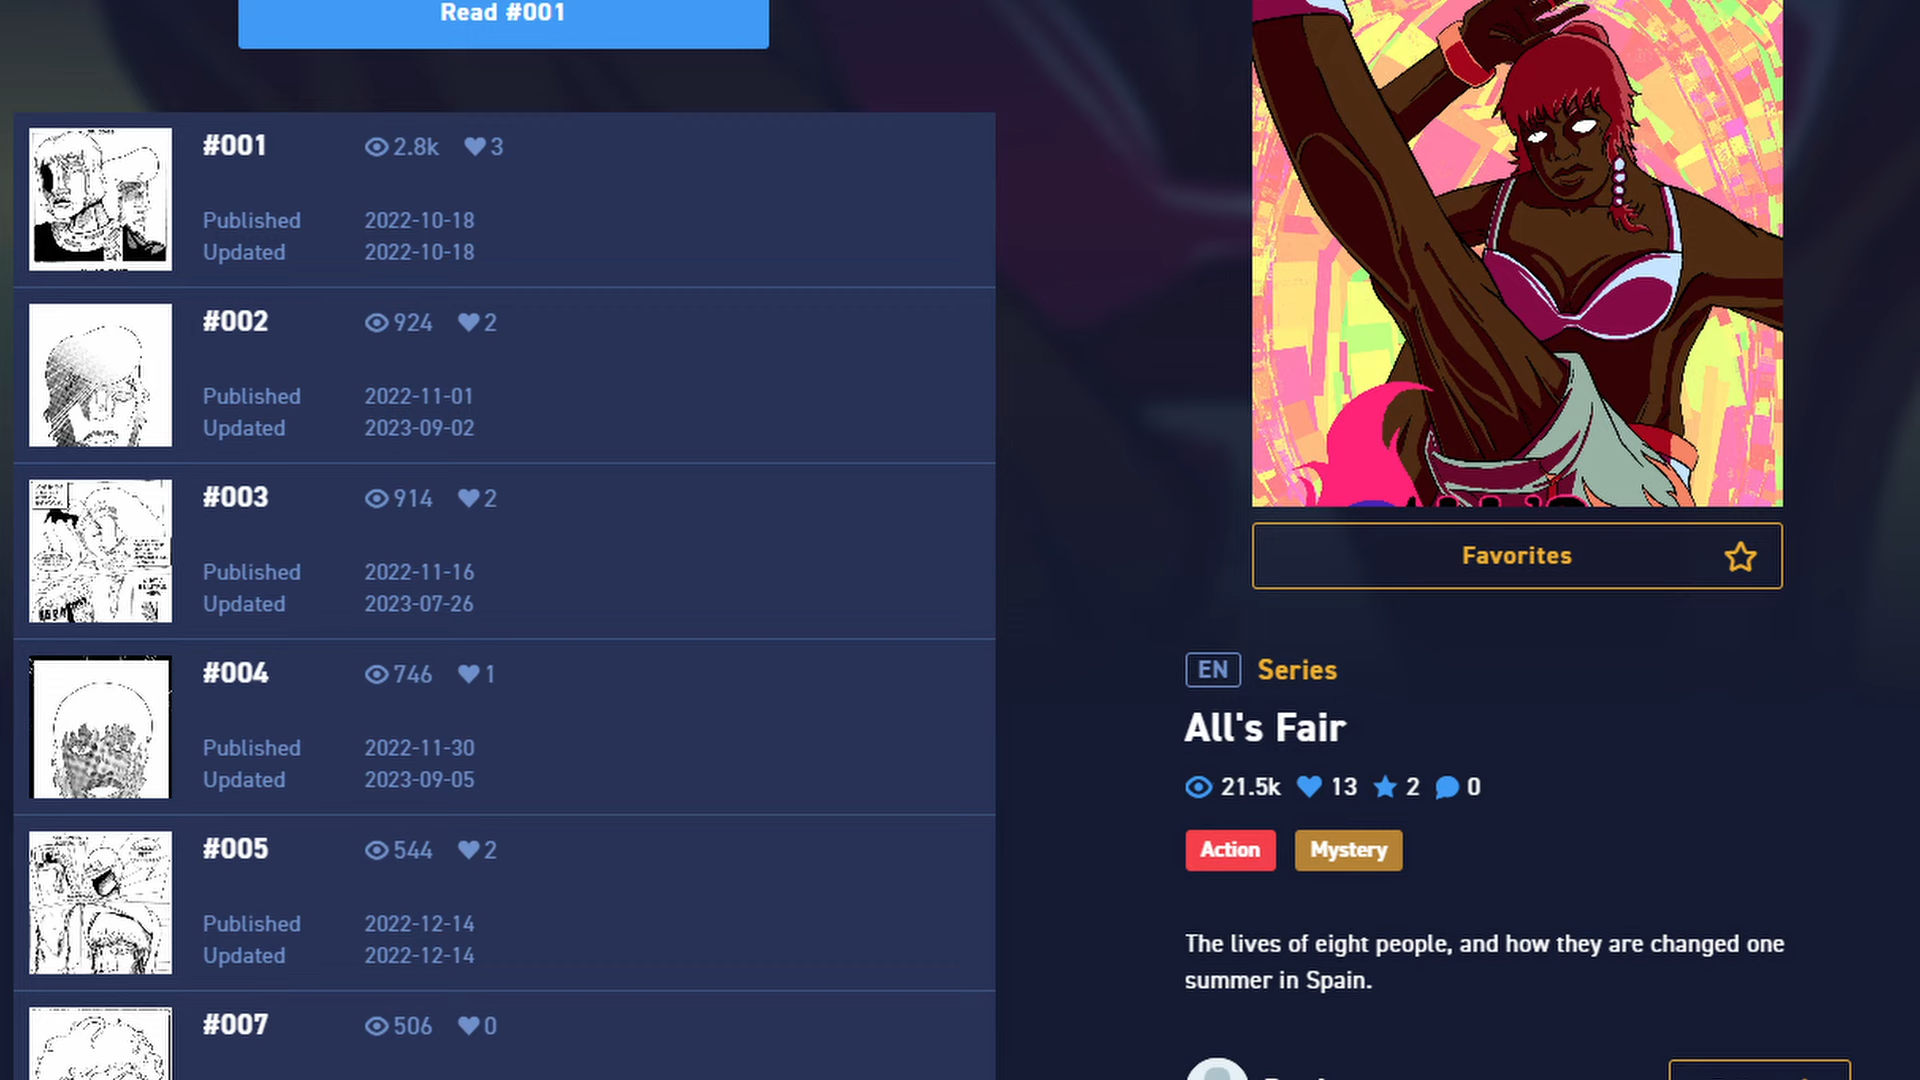 Read #001
#001
2.8k
3
Published 2022-10-18
Updated 2022-10-18
#002
924
2
Published 2022-11-01
Updated 2023-09-02
#003
914
2
Published 2022-11-16
Updated 2023-07-26
#004
746
1
Published 2022-11-30
Updated 2023-09-05
#005
544
2
Published 2022-12-14
Updated 2022-12-14
#007
506
0
Favorites
EN Series
All's Fair
21.5k 13 2 0
Action Mystery
The lives of eight people, and how they are changed one
summer in Spain.